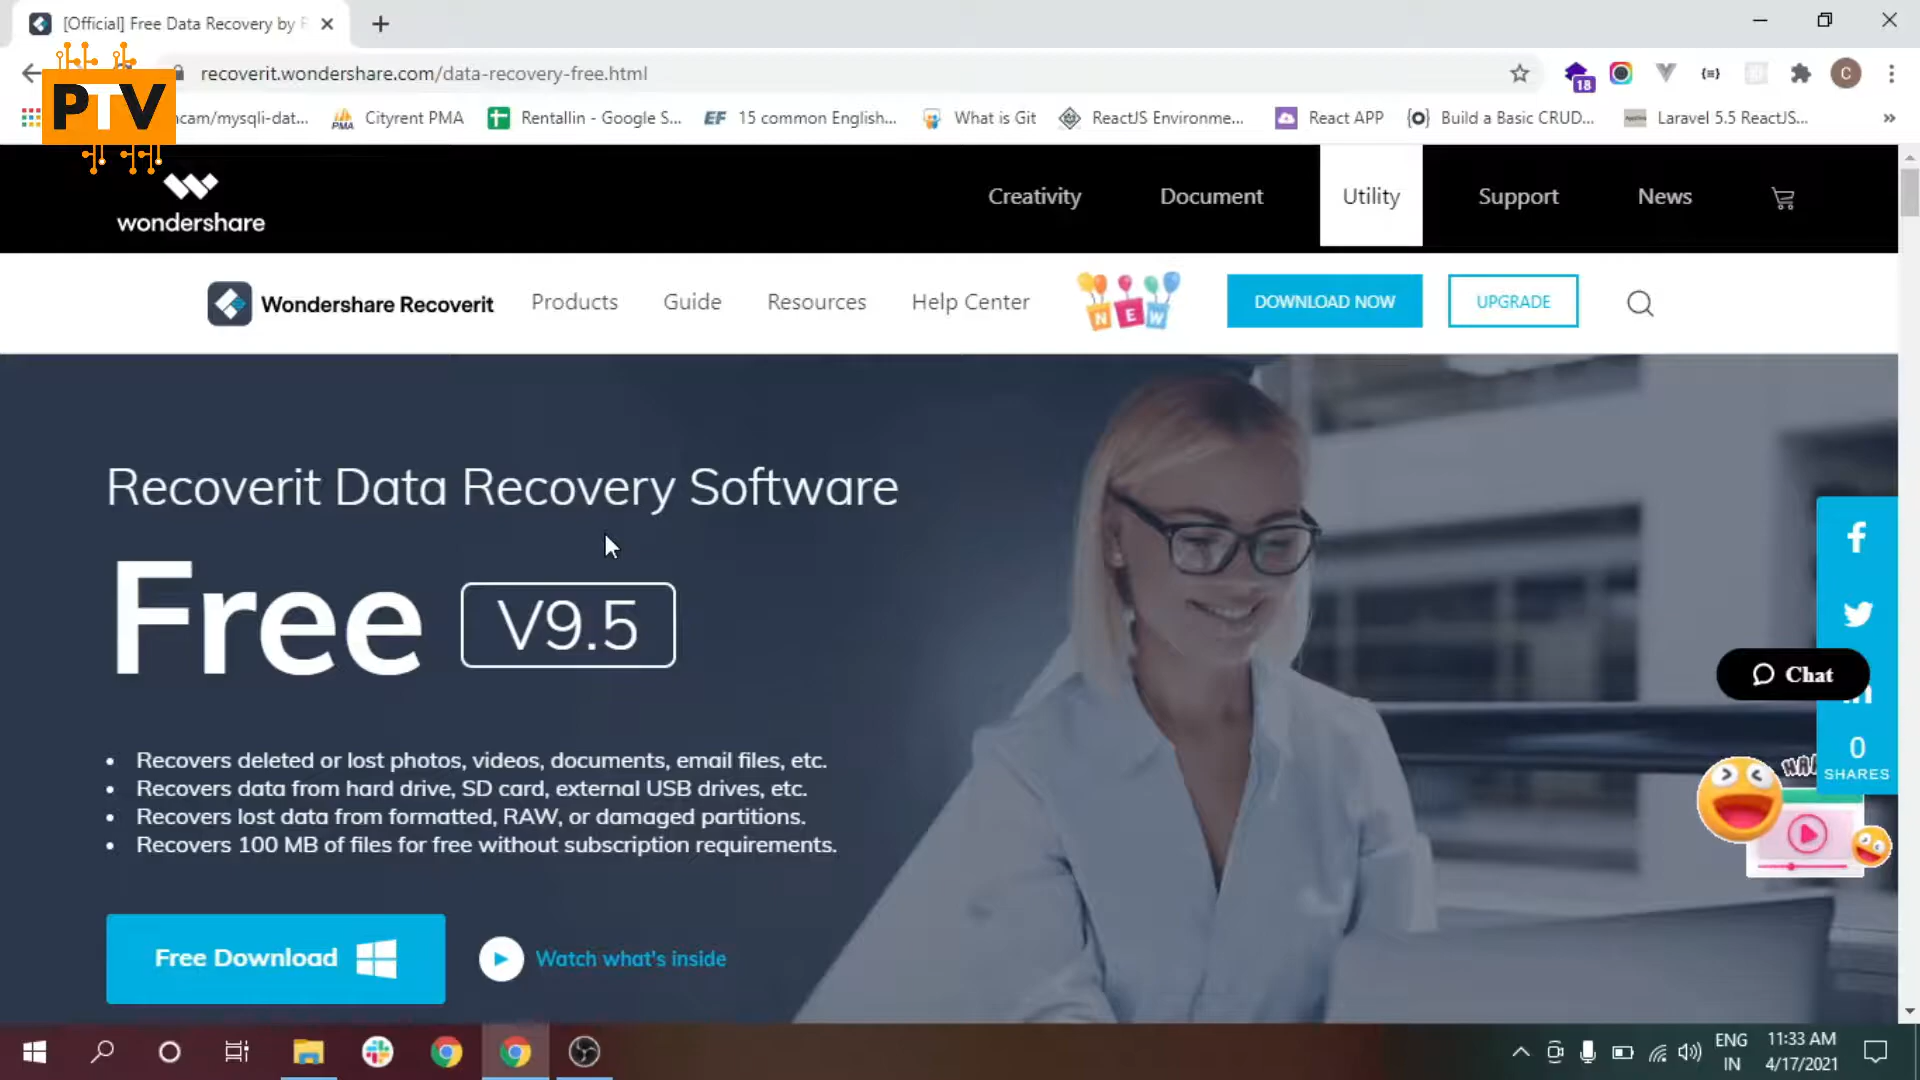 [Official] Free Data Recovery by
recoverit.wondershare.com/data-recovery-free.html
18
C
PTV
ncam/mysqli-dat...
PMA
Cityrent PMA
Rentallin - Google S...
EF
15 common English...
What is Git
ReactJS Environme...
React APP
Build a Basic CRUD...
Laravel 5.5 ReactJS...
»
wondershare
Creativity
Document
Utility
Support
News
Wondershare Recoverit
Products
Guide
Resources
Help Center
NEW
DOWNLOAD NOW
UPGRADE
Recoverit Data Recovery Software
Free
V9.5
• Recovers deleted or lost photos, videos, documents, email files, etc.
• Recovers data from hard drive, SD card, external USB drives, etc.
• Recovers lost data from formatted, RAW, or damaged partitions.
• Recovers 100 MB of files for free without subscription requirements.
Free Download
Watch what's inside
Chat
0
SHARES
ENG
IN
11:33 AM
4/17/2021